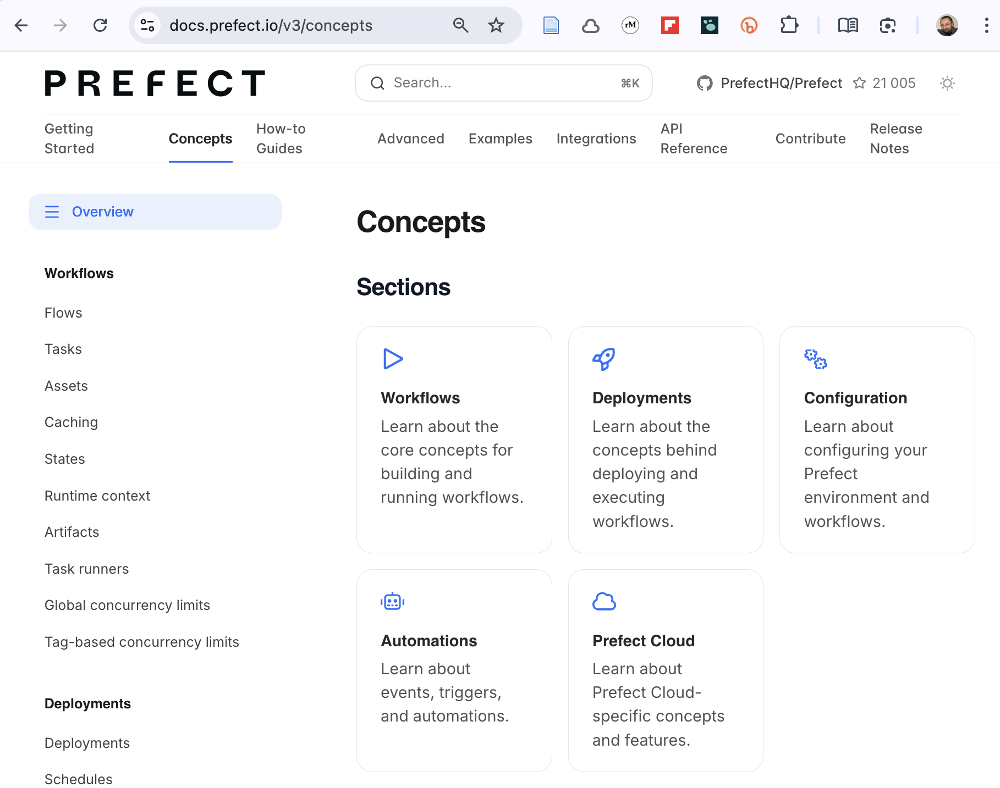 docs.prefect.io/v3/concepts
rM
PREFECT
Search...
⌘K
PrefectHQ/Prefect
21 005
Getting
Started
Concepts
How-to
Guides
Advanced
Examples
Integrations
API
Reference
Contribute
Release
Notes
Overview
Workflows
Flows
Tasks
Assets
Caching
States
Runtime context
Artifacts
Task runners
Global concurrency limits
Tag-based concurrency limits
Deployments
Deployments
Schedules
Concepts
Sections
Workflows
Learn about the
core concepts for
building and
running workflows.
Deployments
Learn about the
concepts behind
deploying and
executing
workflows.
Configuration
Learn about
configuring your
Prefect
environment and
workflows.
Automations
Learn about
events, triggers,
and automations.
Prefect Cloud
Learn about
Prefect Cloud-
specific concepts
and features.